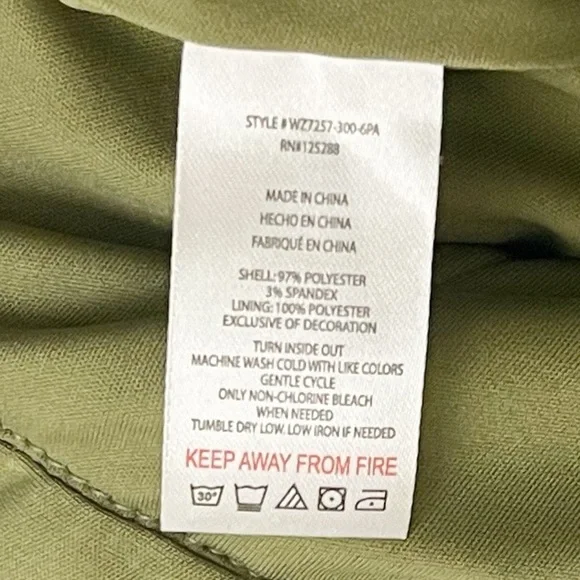 STYLE # WZ7257-300-6PA
RN#125288
MADE IN CHINA
HECHO EN CHINA
FABRIQUÉ EN CHINA
SHELL: 97% POLYESTER
3% SPANDEX
LINING: 100% POLYESTER
EXCLUSIVE OF DECORATION
TURN INSIDE OUT
MACHINE WASH COLD WITH LIKE COLORS
GENTLE CYCLE
ONLY NON-CHLORINE BLEACH
WHEN NEEDED
TUMBLE DRY LOW. LOW IRON IF NEEDED
KEEP AWAY FROM FIRE
30°